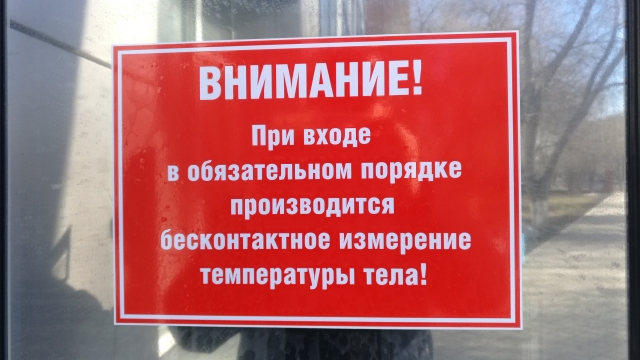 ВНИМАНИЕ!
При входе
в обязательном порядке
производится
бесконтактное измерение
температуры тела!